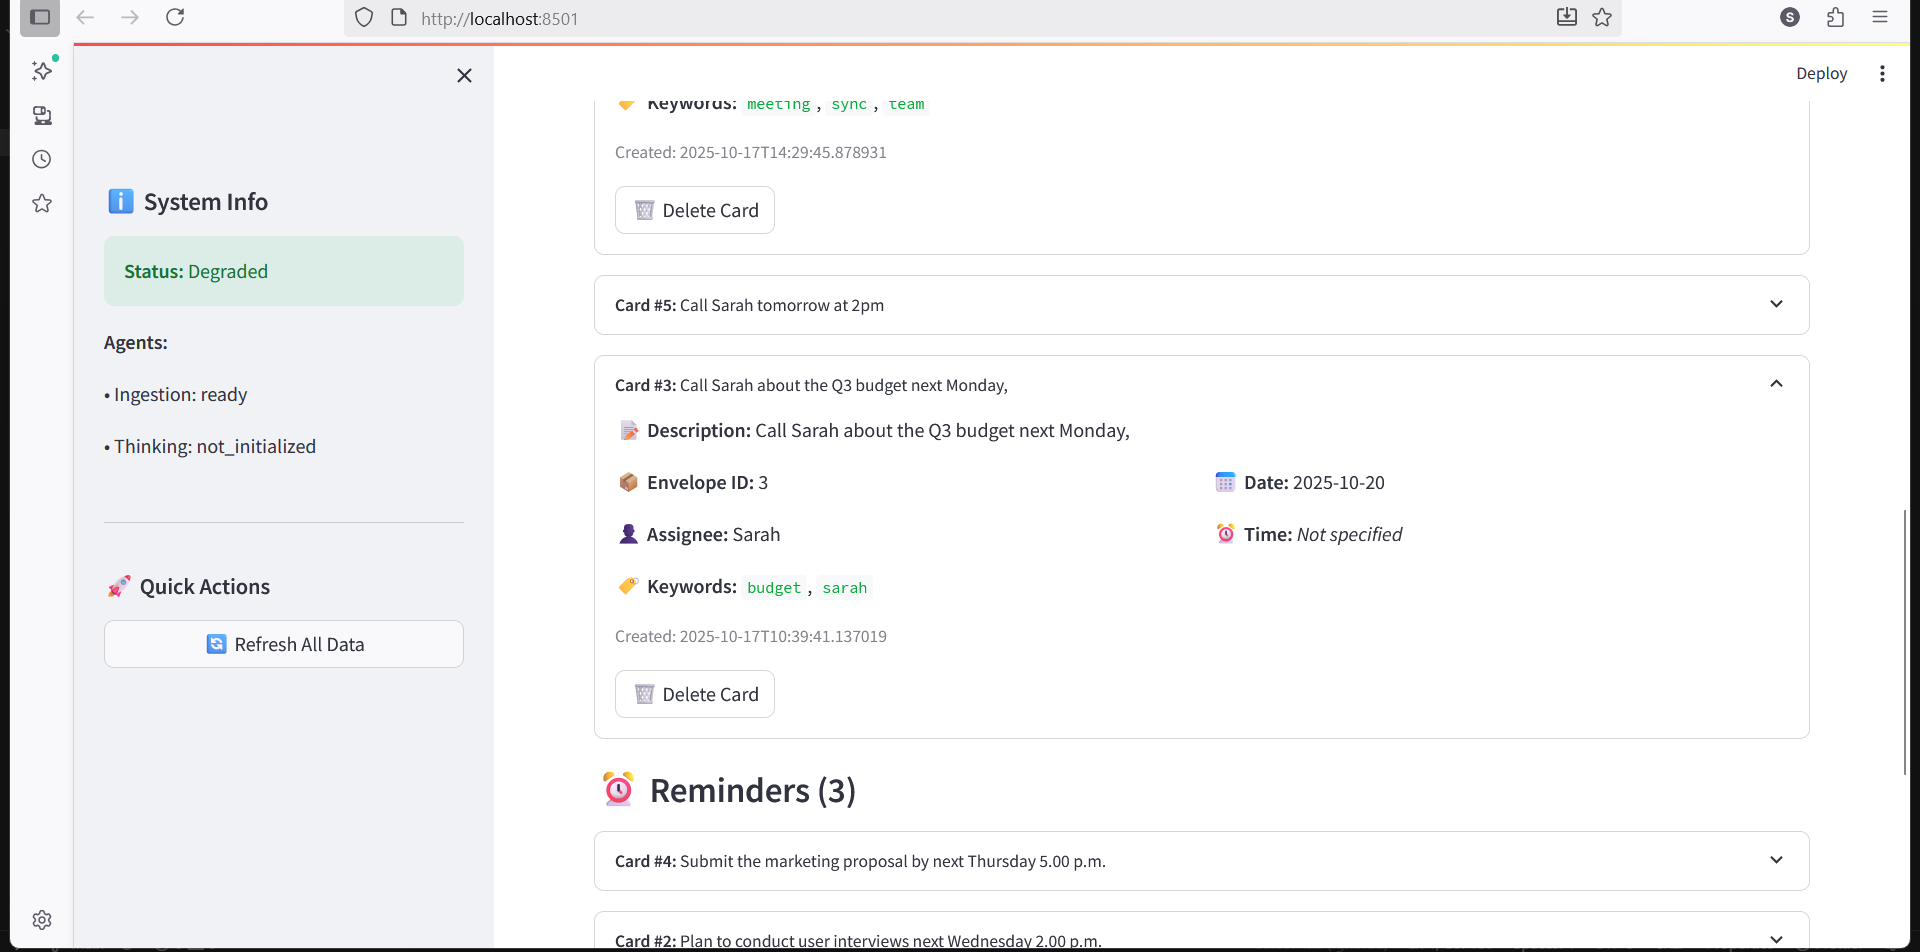 http://localhost:8501
S
Deploy
System Info
Status: Degraded
Agents:
• Ingestion: ready
• Thinking: not_initialized
Quick Actions
Refresh All Data
Keywords: meeting , sync , team
Created: 2025-10-17T14:29:45.878931
Delete Card
Card #5: Call Sarah tomorrow at 2pm
Card #3: Call Sarah about the Q3 budget next Monday,
Description: Call Sarah about the Q3 budget next Monday,
Envelope ID: 3
Date: 2025-10-20
Assignee: Sarah
Time: Not specified
Keywords: budget , sarah
Created: 2025-10-17T10:39:41.137019
Delete Card
Reminders (3)
Card #4: Submit the marketing proposal by next Thursday 5.00 p.m.
Card #2: Plan to conduct user interviews next Wednesday 2.00 p.m.